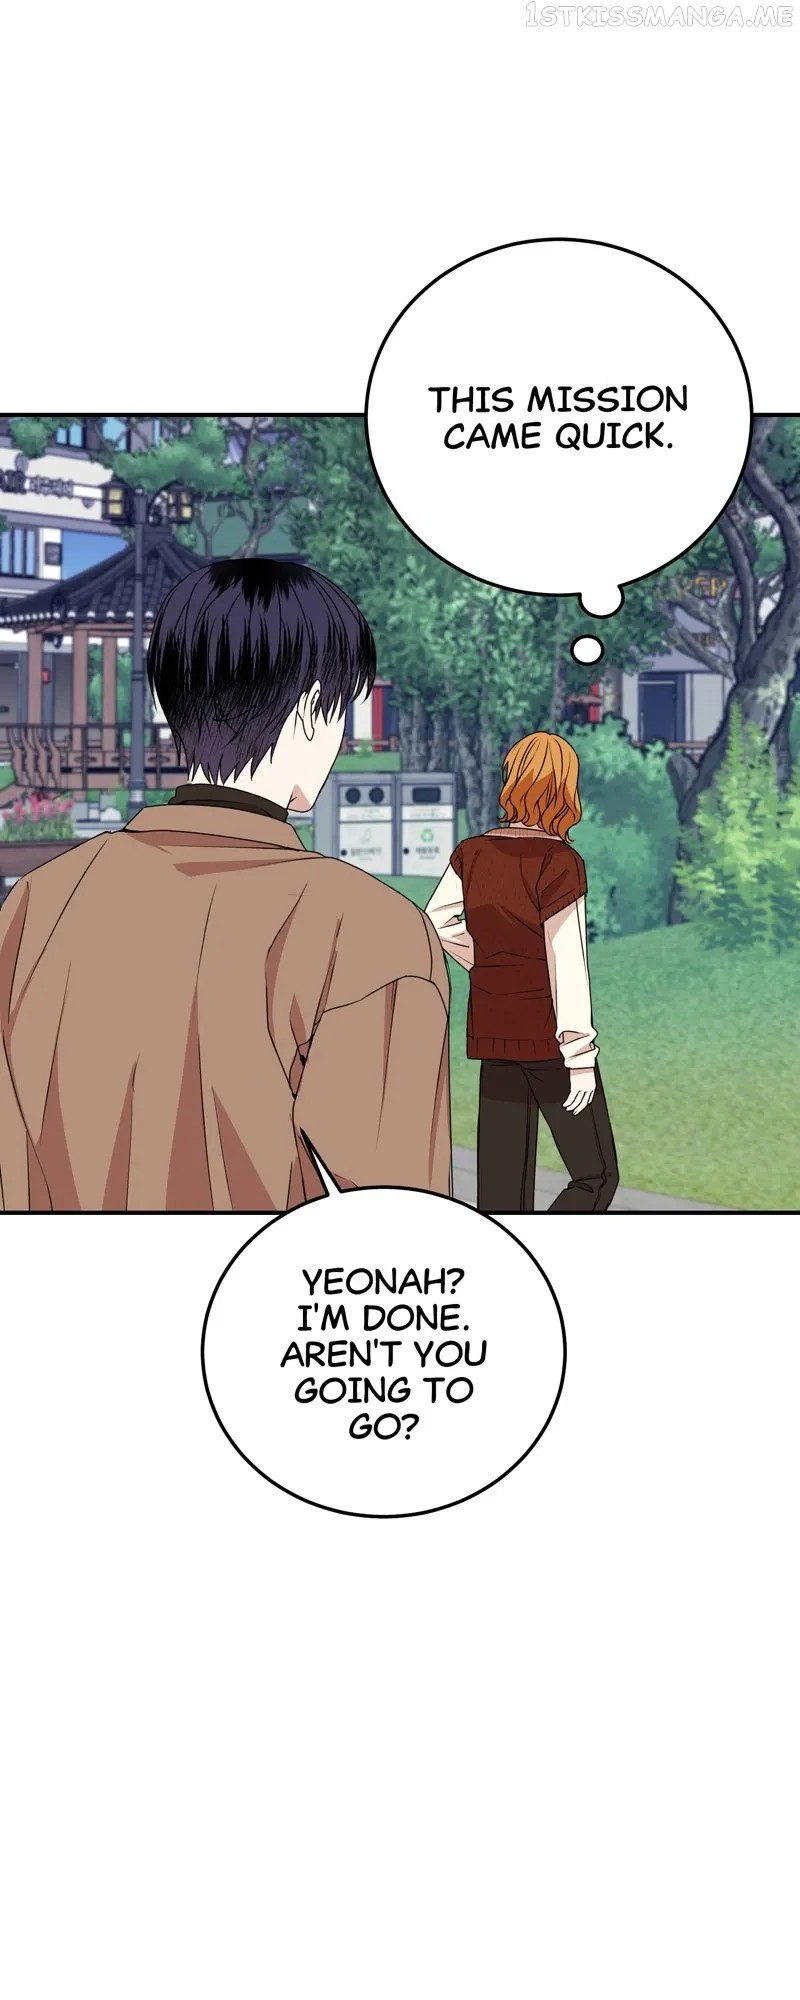 1STKISSMANGA.ME
THIS MISSION
CAME QUICK.
YEONAH?
I'M DONE.
AREN'T YOU
GOING TO
GO?